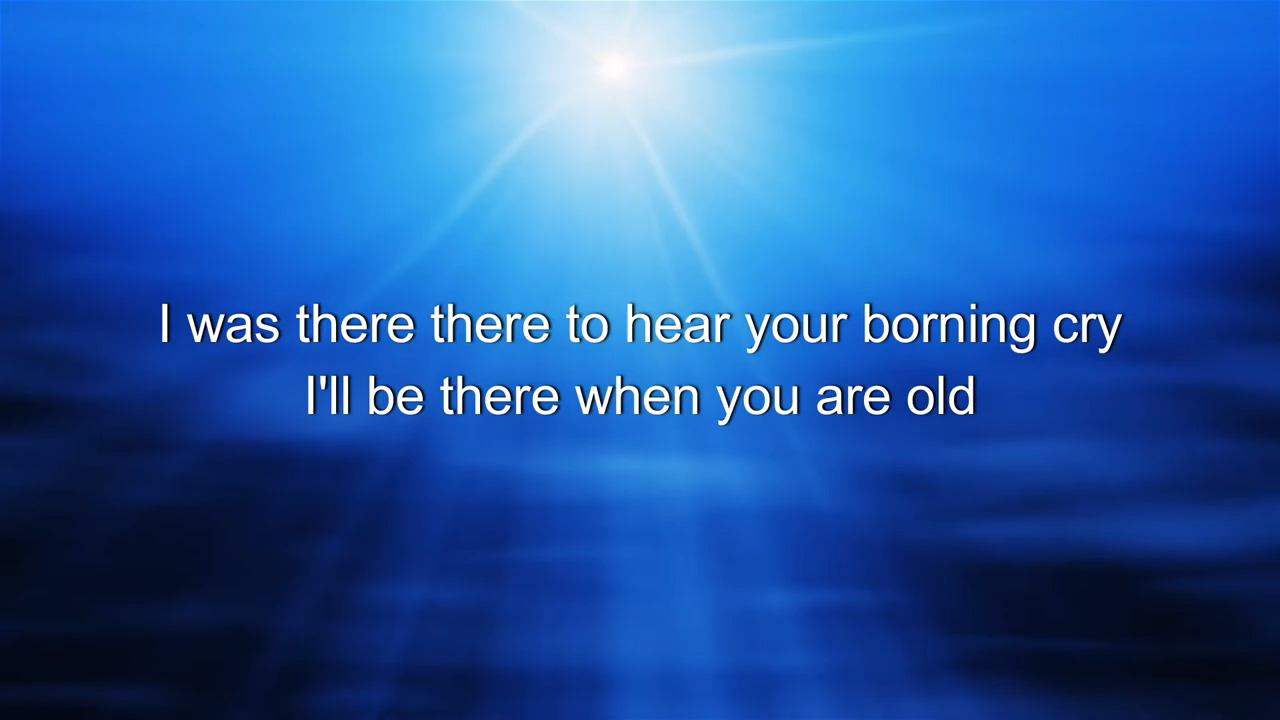 I was there there to hear your borning cry
I'll be there when you are old